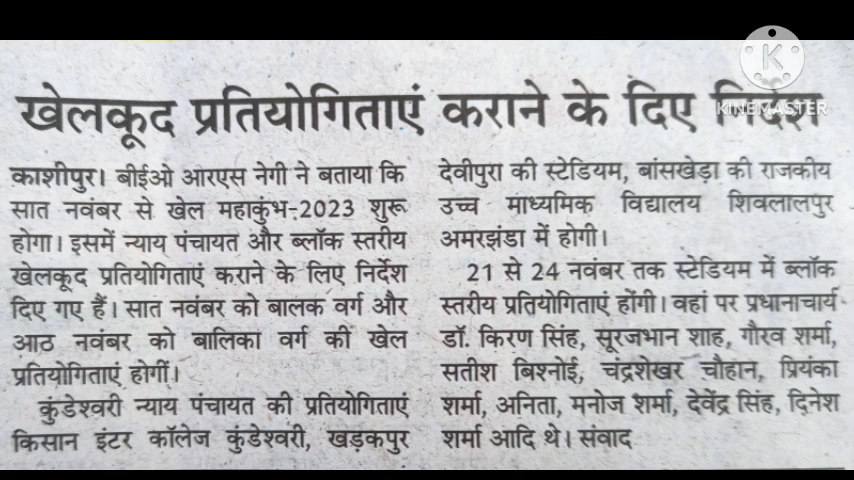 खेलकूद प्रतियोगिताएं कराने के दिए निर्देश
काशीपुर। बीईओ आरएस नेगी ने बताया कि
सात नवंबर से खेल महाकुंभ-2023 शुरू
होगा। इसमें न्याय पंचायत और ब्लॉक स्तरीय
खेलकूद प्रतियोगिताएं कराने के लिए निर्देश
दिए गए हैं। सात नवंबर को बालक वर्ग और
आठ नवंबर को बालिका वर्ग की खेल
प्रतियोगिताएं होगीं।
कुंडेश्वरी न्याय पंचायत की प्रतियोगिताएं
किसान इंटर कॉलेज कुंडेश्वरी, खड़कपुर
देवीपुरा की स्टेडियम, बांसखेड़ा की राजकीय
उच्च माध्यमिक विद्यालय शिवलालपुर
अमरझंडा में होगी।
21 से 24 नवंबर तक स्टेडियम में ब्लॉक
स्तरीय प्रतियोगिताएं होंगी। वहां पर प्रधानाचार्य
डॉ. किरण सिंह, सूरजभान शाह, गौरव शर्मा,
सतीश बिश्नोई, चंद्रशेखर चौहान, प्रियंका
शर्मा, अनिता, मनोज शर्मा, देवेंद्र सिंह, दिनेश
शर्मा आदि थे। संवाद
KINEMASTER